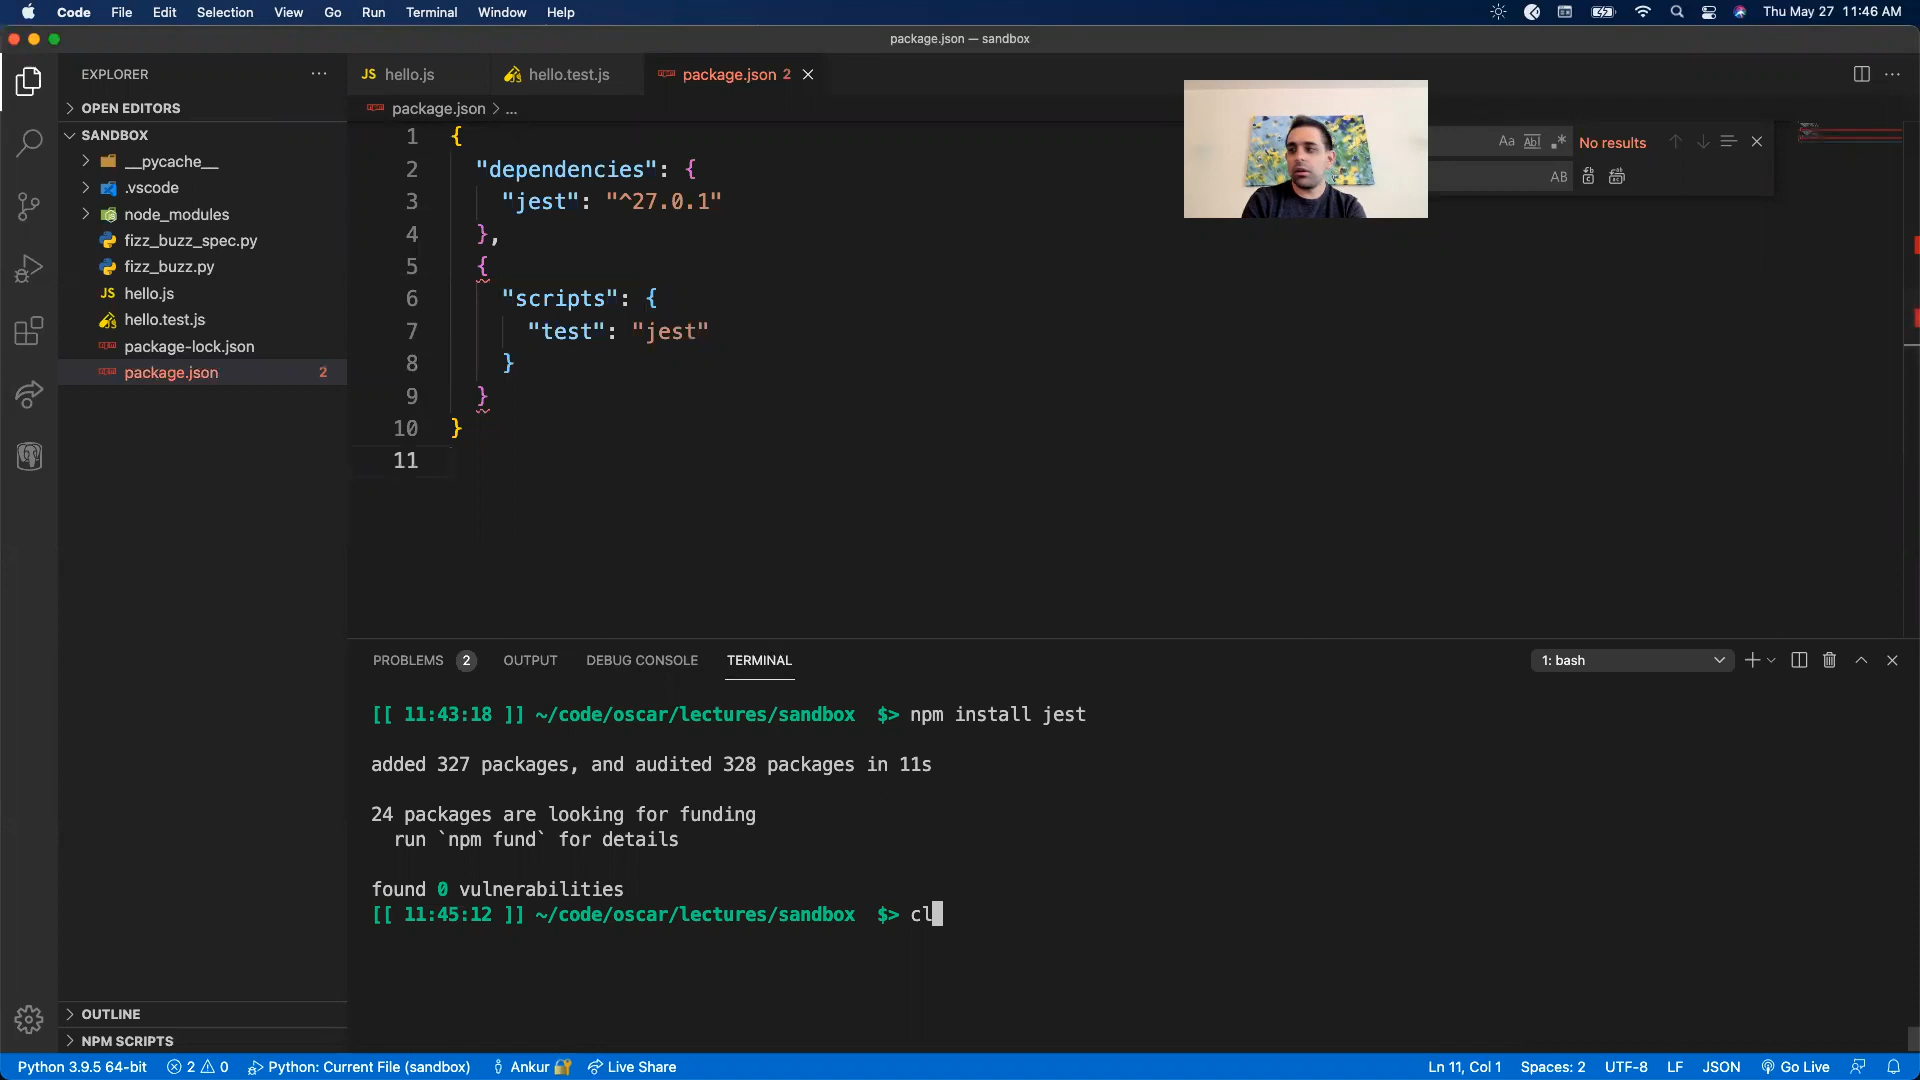 Code File Edit Selection View Go Run Terminal Window Help Thu May 27 11:46 AM
package.json — sandbox
EXPLORER
hello.js
hello.test.js
package.json 2
OPEN EDITORS
package.json > ...
SANDBOX
__pycache__
.vscode
node_modules
fizz_buzz_spec.py
fizz_buzz.py
JS hello.js
hello.test.js
package-lock.json
package.json 2
Aa Abl .* No results
AB
1 {
2 "dependencies": {
3 "jest": "^27.0.1"
4 },
5 {
6 "scripts": {
7 "test": "jest"
8 }
9 }
10 }
11
PROBLEMS 2 OUTPUT DEBUG CONSOLE TERMINAL 1: bash
[[ 11:43:18 ]] ~/code/oscar/lectures/sandbox $> npm install jest
added 327 packages, and audited 328 packages in 11s
24 packages are looking for funding
run `npm fund` for details
found 0 vulnerabilities
[[ 11:45:12 ]] ~/code/oscar/lectures/sandbox $> cl
OUTLINE
NPM SCRIPTS
Python 3.9.5 64-bit 2 0 Python: Current File (sandbox) Ankur Live Share Ln 11, Col 1 Spaces: 2 UTF-8 LF JSON Go Live